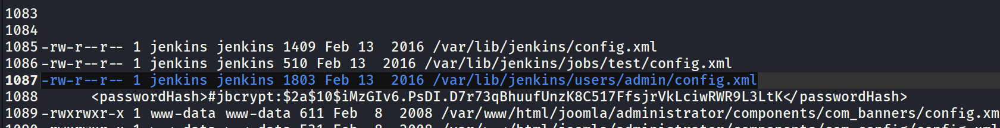 1083
1084
1085 -rw-r--r-- 1 jenkins jenkins 1409 Feb 13  2016 /var/lib/jenkins/config.xml
1086 -rw-r--r-- 1 jenkins jenkins 510 Feb 13  2016 /var/lib/jenkins/jobs/test/config.xml
1087 -rw-r--r-- 1 jenkins jenkins 1803 Feb 13  2016 /var/lib/jenkins/users/admin/config.xml
1088      <passwordHash>#jbcrypt:$2a$10$iMzGIv6.PsDI.D7r73qBhuufUnzK8C517FfsjrVkLciwRWR9L3LtK</passwordHash>
1089 -rwxrwxr-x 1 www-data www-data 611 Feb  8  2008 /var/www/html/joomla/administrator/components/com_banners/config.xm